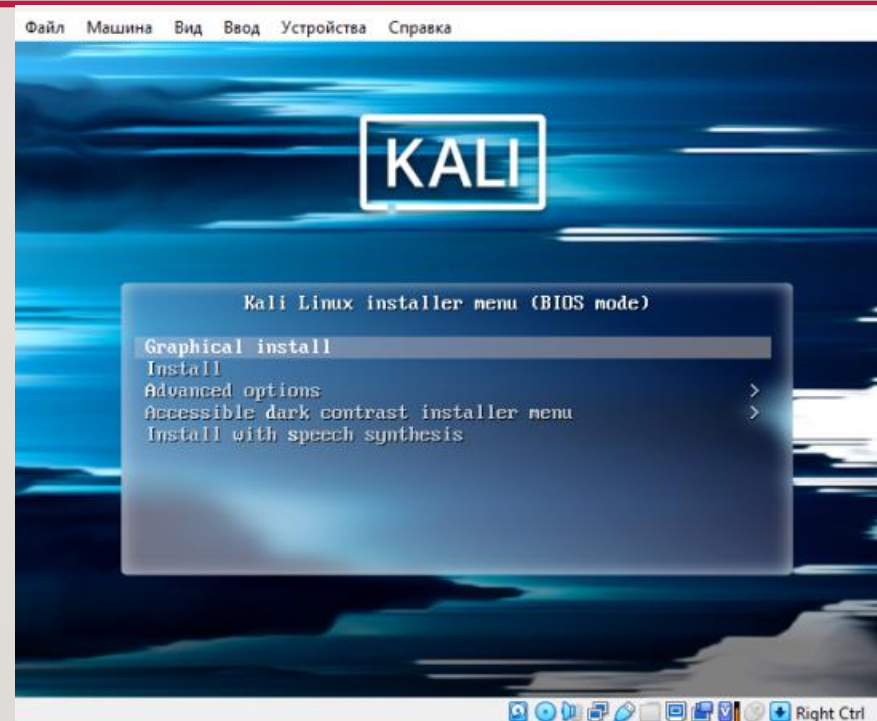 Файл Машина Вид Ввод Устройства Справка
KALI
Kali Linux installer menu (BIOS mode)
Graphical install
Install
Advanced options >
Accessible dark contrast installer menu >
Install with speech synthesis
Right Ctrl